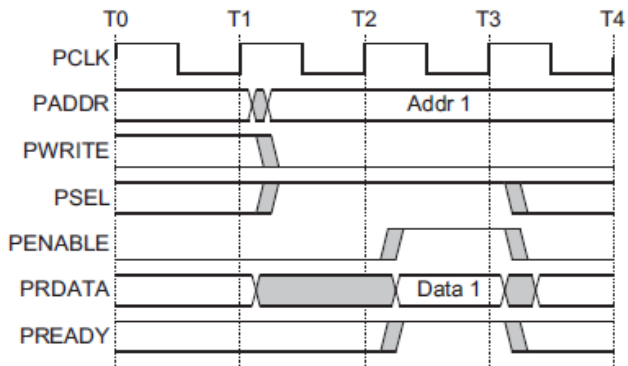 T0 T1 T2 T3 T4
PCLK
PADDR Addr 1
PWRITE
PSEL
PENABLE
PRDATA Data 1
PREADY